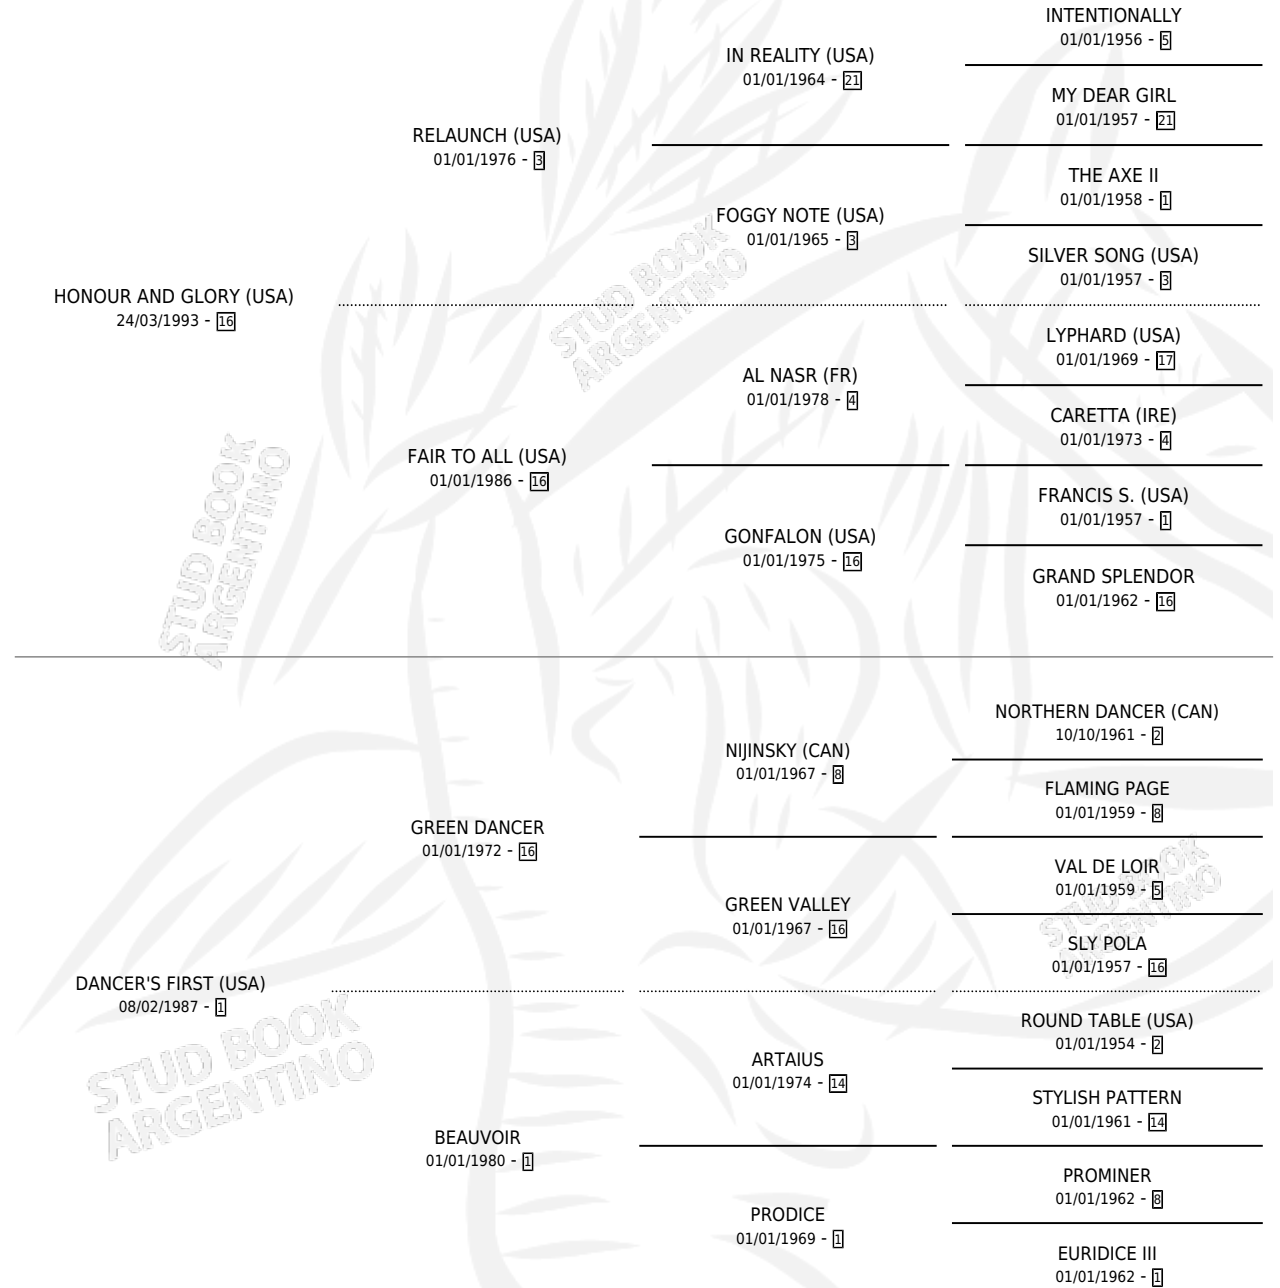 INTENTIONALLY
01/01/1956 - 5
IN REALITY (USA)
01/01/1964 - 21
MY DEAR GIRL
01/01/1957 - 21
RELAUNCH (USA)
01/01/1976 - 3
THE AXE II
01/01/1958 - 1
FOGGY NOTE (USA)
01/01/1965 - 3
SILVER SONG (USA)
01/01/1957 - 3
HONOUR AND GLORY (USA)
24/03/1993 - 16
LYPHARD (USA)
01/01/1969 - 17
AL NASR (FR)
01/01/1978 - 4
CARETTA (IRE)
01/01/1973 - 4
FAIR TO ALL (USA)
01/01/1986 - 16
FRANCIS S. (USA)
01/01/1957 - 1
GONFALON (USA)
01/01/1975 - 16
GRAND SPLENDOR
01/01/1962 - 16
STUD BOOK
ARGENTINO
STUD BOOK
ARGENTINO
NORTHERN DANCER (CAN)
10/10/1961 - 2
NIJINSKY (CAN)
01/01/1967 - 8
FLAMING PAGE
01/01/1959 - 8
GREEN DANCER
01/01/1972 - 16
VAL DE LOIR
01/01/1959 - 5
GREEN VALLEY
01/01/1967 - 16
SLY POLA
01/01/1957 - 16
DANCER'S FIRST (USA)
08/02/1987 - 1
ROUND TABLE (USA)
01/01/1954 - 2
ARTAIUS
01/01/1974 - 14
STYLISH PATTERN
01/01/1961 - 14
BEAUVOIR
01/01/1980 - 1
PROMINER
01/01/1962 - 8
PRODICE
01/01/1969 - 1
EURIDICE III
01/01/1962 - 1
STUD BOOK
ARGENTINO
STUD BOOK
ARGENTINO